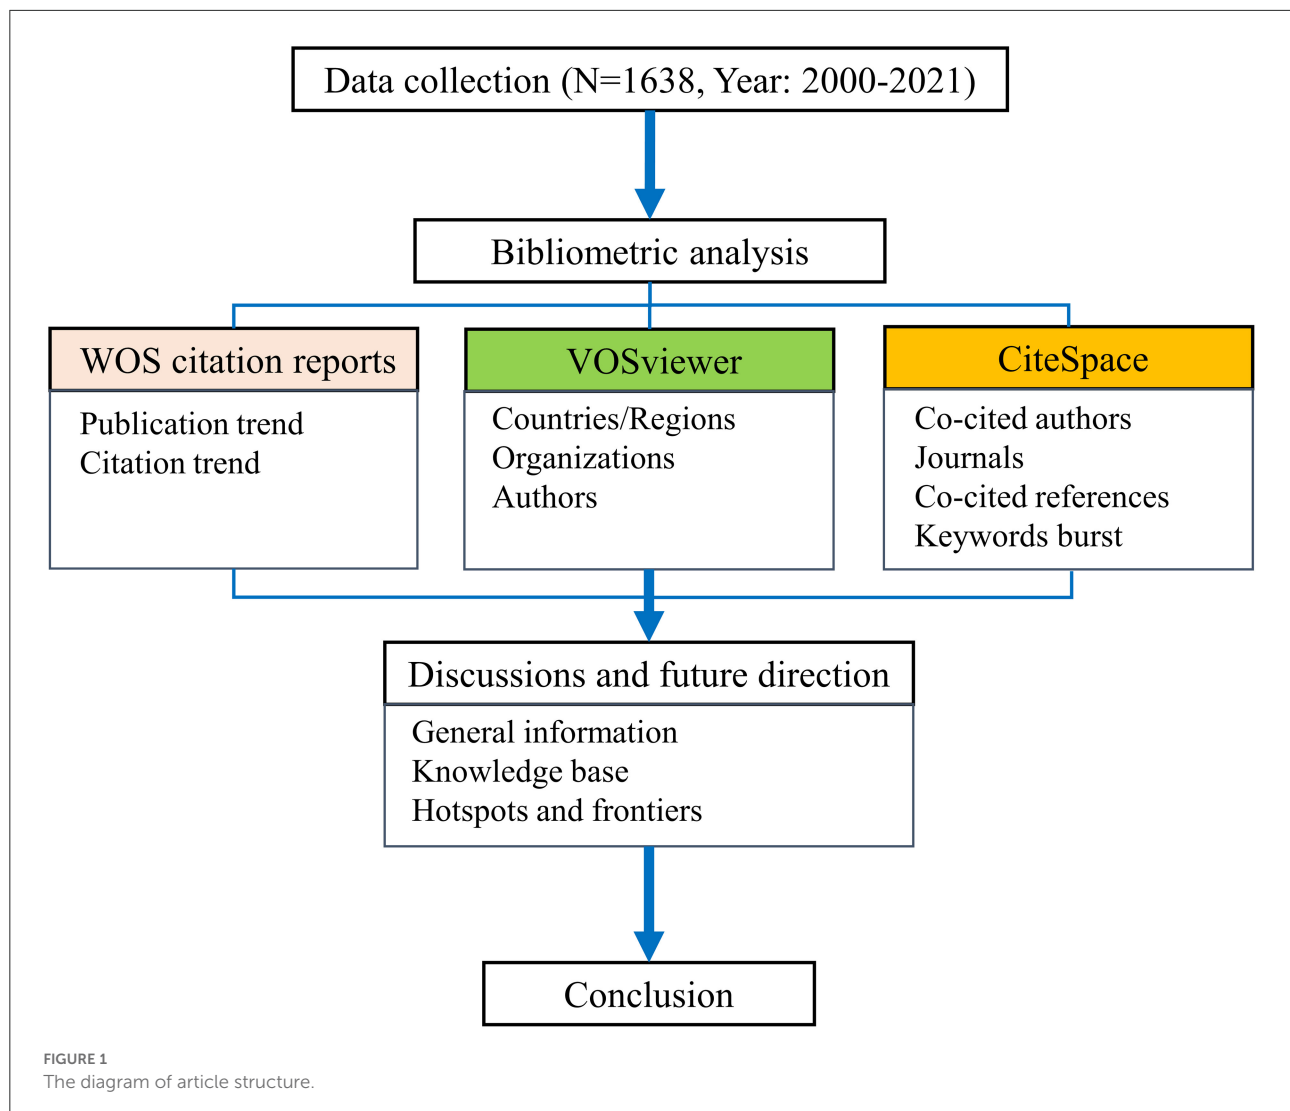 Data collection (N=1638, Year: 2000-2021)
Bibliometric analysis
WOS citation reports
Publication trend
Citation trend
VOSviewer
Countries/Regions
Organizations
Authors
CiteSpace
Co-cited authors
Journals
Co-cited references
Keywords burst
Discussions and future direction
General information
Knowledge base
Hotspots and frontiers
Conclusion
FIGURE 1
The diagram of article structure.